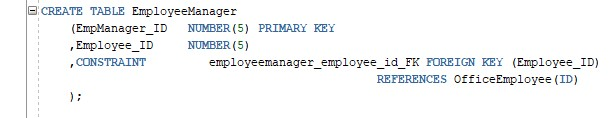 CREATE TABLE EmployeeManager
(EmpManager_ID NUMBER(5) PRIMARY KEY
,Employee_ID NUMBER(5)
,CONSTRAINT employeemanager_employee_id_FK FOREIGN KEY (Employee_ID)
REFERENCES OfficeEmployee(ID)
);